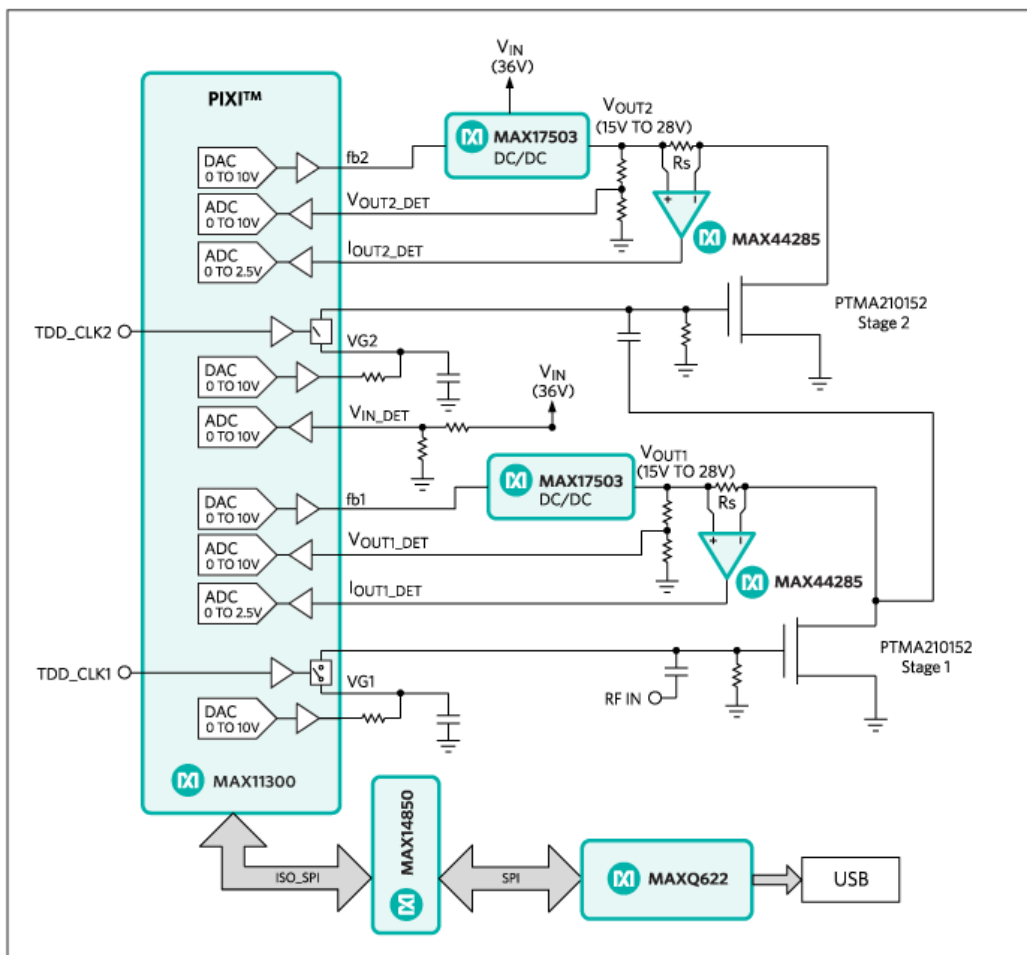 VIN
(36V)
PIXI™
VOUT2
(15V TO 28V)
MAX17503
DC/DC
fb2
DAC
0 TO 10V
Rs
VOUT2_DET
ADC
0 TO 10V
MAX44285
IOUT2_DET
ADC
0 TO 2.5V
PTMA210152
Stage 2
TDD_CLK2
VG2
DAC
0 TO 10V
VIN
(36V)
VIN_DET
ADC
0 TO 10V
VOUT1
(15V TO 28V)
MAX17503
DC/DC
fb1
DAC
0 TO 10V
Rs
VOUT1_DET
ADC
0 TO 10V
MAX44285
IOUT1_DET
ADC
0 TO 2.5V
PTMA210152
Stage 1
TDD_CLK1
VG1
RF IN
DAC
0 TO 10V
MAX11300
MAX14850
ISO_SPI
SPI
MAXQ622
USB